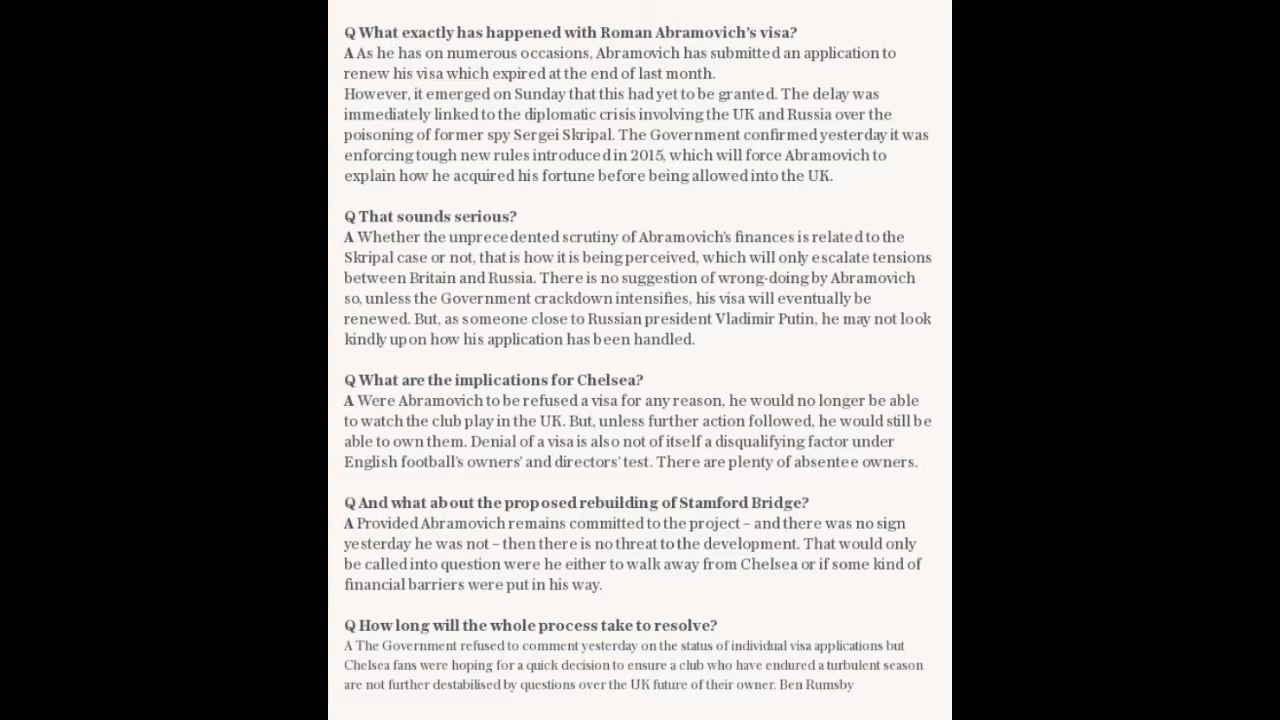 Q What exactly has happened with Roman Abramovich's visa?
A As he has on numerous occasions, Abramovich has submitted an application to
renew his visa which expired at the end of last month.
However, it emerged on Sunday that this had yet to be granted. The delay was
immediately linked to the diplomatic crisis involving the UK and Russia over the
poisoning of former spy Sergei Skripal. The Government confirmed yesterday it was
enforcing tough new rules introduced in 2015, which will force Abramovich to
explain how he acquired his fortune before being allowed into the UK.
Q That sounds serious?
A Whether the unprecedented scrutiny of Abramovich's finances is related to the
Skripal case or not, that is how it is being perceived, which will only escalate tensions
between Britain and Russia. There is no suggestion of wrong-doing by Abramovich
so, unless the Government crackdown intensifies, his visa will eventually be
renewed. But, as someone close to Russian president Vladimir Putin, he may not look
kindly upon how his application has been handled.
Q What are the implications for Chelsea?
A Were Abramovich to be refused a visa for any reason, he would no longer be able
to watch the club play in the UK. But, unless further action followed, he would still be
able to own them. Denial of a visa is also not of itself a disqualifying factor under
English football's owners' and directors' test. There are plenty of absentee owners.
Q And what about the proposed rebuilding of Stamford Bridge?
A Provided Abramovich remains committed to the project – and there was no sign
yesterday he was not – then there is no threat to the development. That would only
be called into question were he either to walk away from Chelsea or if some kind of
financial barriers were put in his way.
Q How long will the whole process take to resolve?
A The Government refused to comment yesterday on the status of individual visa applications but
Chelsea fans were hoping for a quick decision to ensure a club who have endured a turbulent season
are not further destabilised by questions over the UK future of their owner. Ben Rumsby